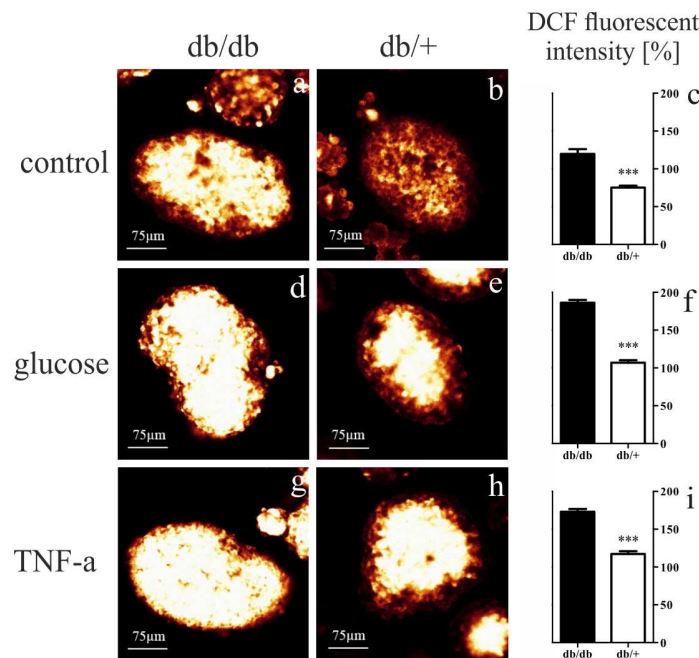 db/db db/+ DCF fluorescent
intensity [%]
control
a
75μm
b
75μm
c
200
150
100
50
0
***
db/db db/+
glucose
d
75μm
e
75μm
f
200
150
100
50
0
***
db/db db/+
TNF-a
g
75μm
h
75μm
i
200
150
100
50
0
***
db/db db/+